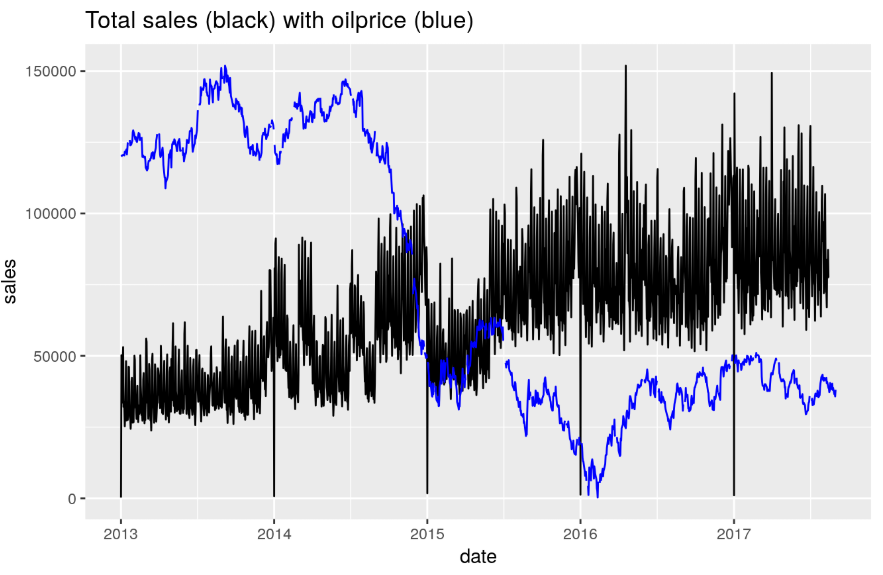 Total sales (black) with oilprice (blue)
150000
100000
50000
0
sales
2013 2014 2015 2016 2017
date